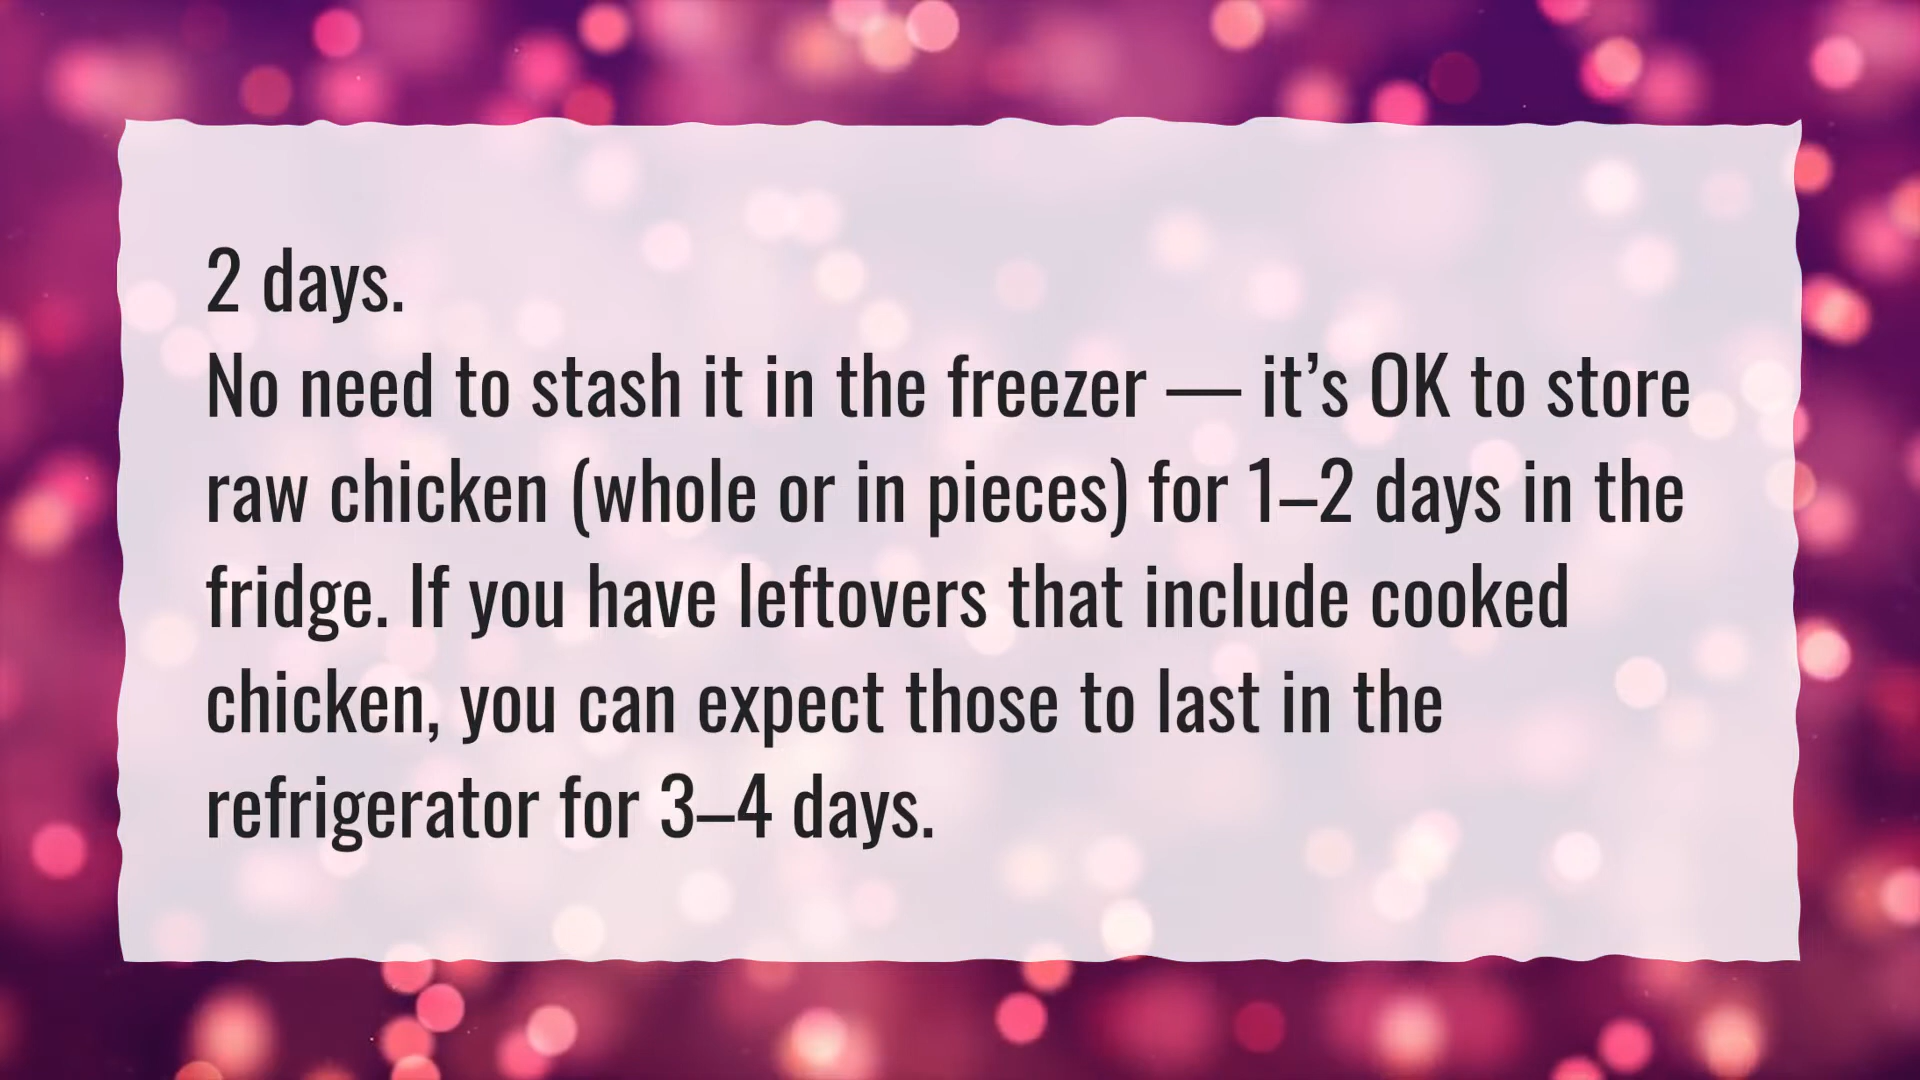 2 days.
No need to stash it in the freezer — it’s OK to store
raw chicken (whole or in pieces) for 1–2 days in the
fridge. If you have leftovers that include cooked
chicken, you can expect those to last in the
refrigerator for 3–4 days.